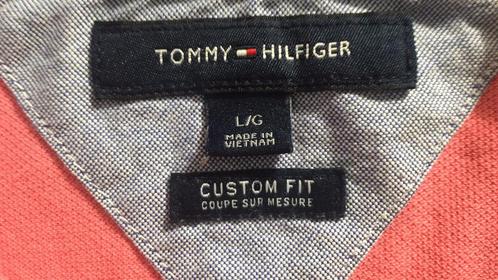 TOMMY HILFIGER
L/G
MADE IN
VIETNAM
CUSTOM FIT
COUPE SUR MESURE